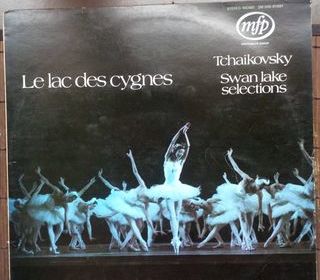 mfp
Le lac des cygnes
Tchaikovsky
Swan lake
selections